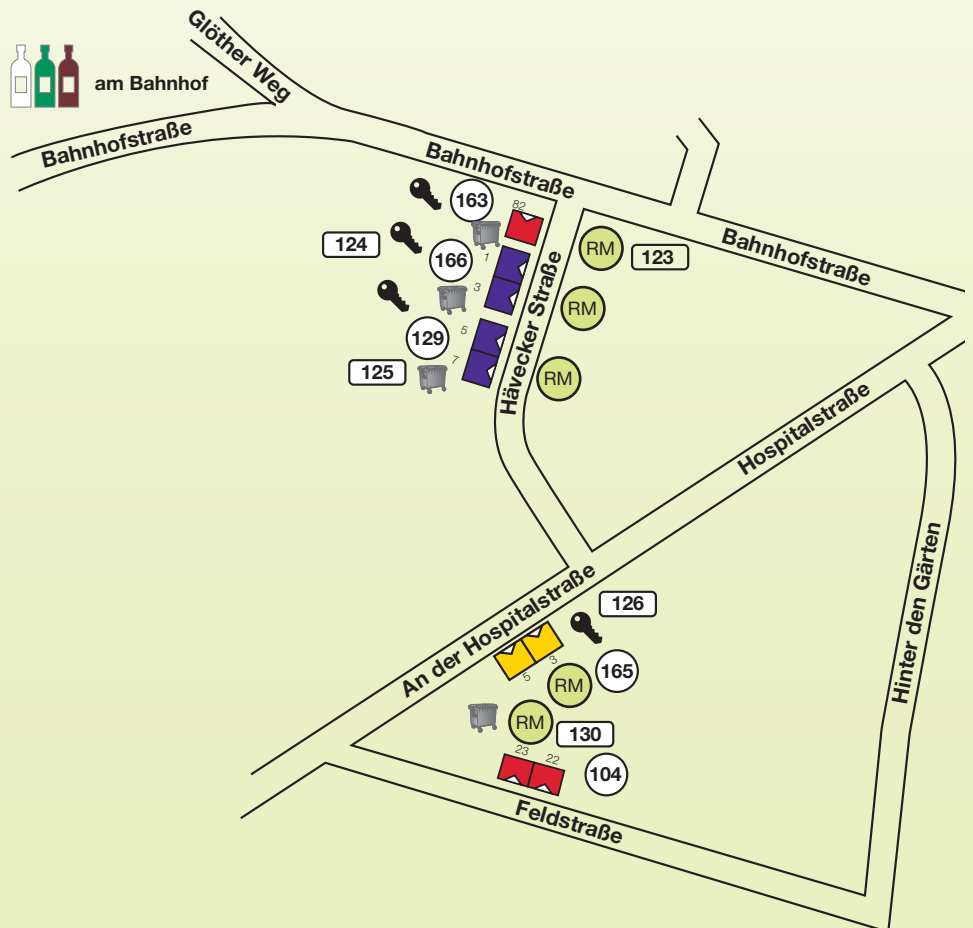 Glöther Weg
am Bahnhof
Bahnhofstraße
Bahnhofstraße
Bahnhofstraße
163
82
124
166
1
3
RM
123
RM
129
5
7
125
RM
Hävecker Straße
Hospitalstraße
An der Hospitalstraße
126
3
5
165
RM
RM
130
23
22
104
Feldstraße
Hinter den Gärten